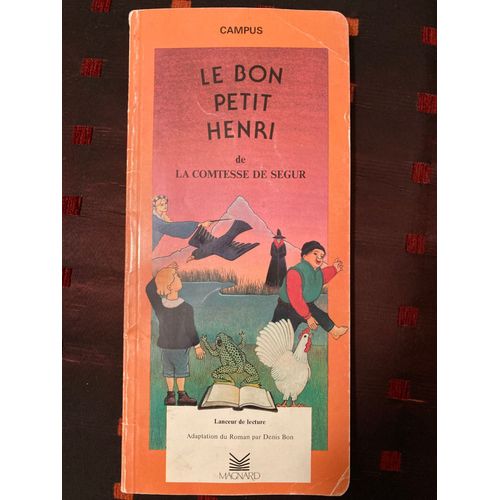 CAMPUS
LE BON
PETIT
HENRI
de
LA COMTESSE DE SEGUR
Lanceur de lecture
Adaptation du Roman par Denis Bon
MAGNARD